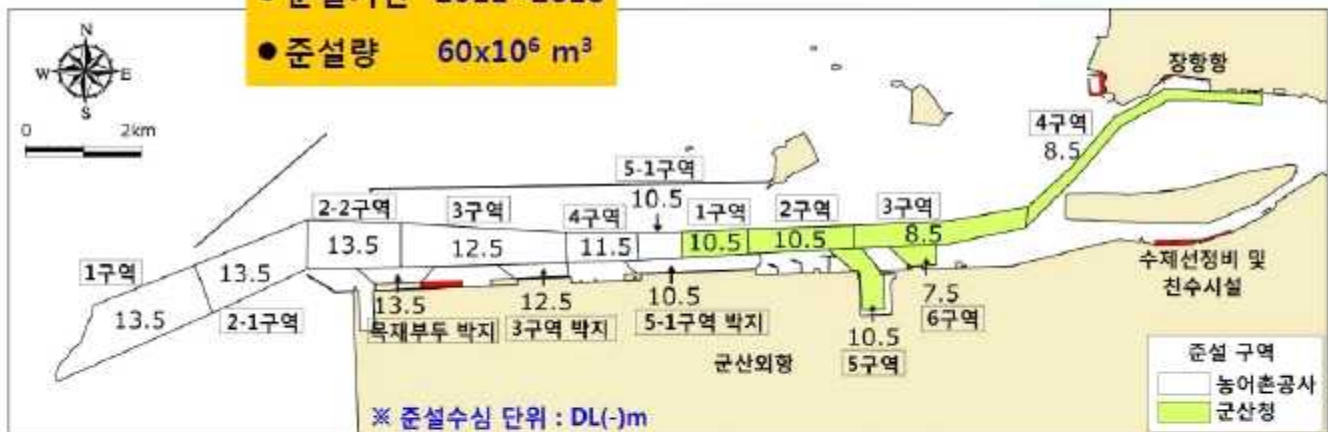 ● 준설량 60x10⁶ m³
N
W E
S
0 2km
장항항
4구역
8.5
5-1구역
10.5
2-2구역
3구역
4구역
1구역
2구역
3구역
13.5
12.5
11.5
10.5
10.5
8.5
1구역
13.5
13.5
2-1구역
13.5
목재부두 박지
12.5
3구역 박지
10.5
5-1구역 박지
10.5
5구역
7.5
6구역
수제선정비 및
친수시설
군산외항
준설 구역
농어촌공사
군산청
※ 준설수심 단위 : DL(-)m